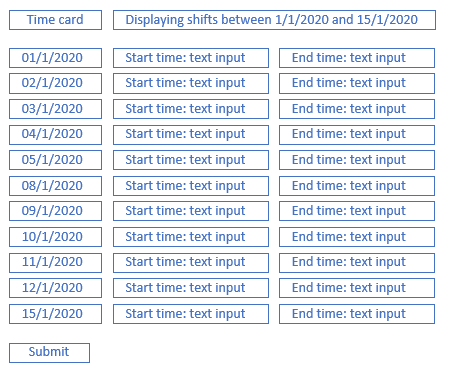 Time card Displaying shifts between 1/1/2020 and 15/1/2020
01/1/2020 Start time: text input End time: text input
02/1/2020 Start time: text input End time: text input
03/1/2020 Start time: text input End time: text input
04/1/2020 Start time: text input End time: text input
05/1/2020 Start time: text input End time: text input
08/1/2020 Start time: text input End time: text input
09/1/2020 Start time: text input End time: text input
10/1/2020 Start time: text input End time: text input
11/1/2020 Start time: text input End time: text input
12/1/2020 Start time: text input End time: text input
15/1/2020 Start time: text input End time: text input
Submit